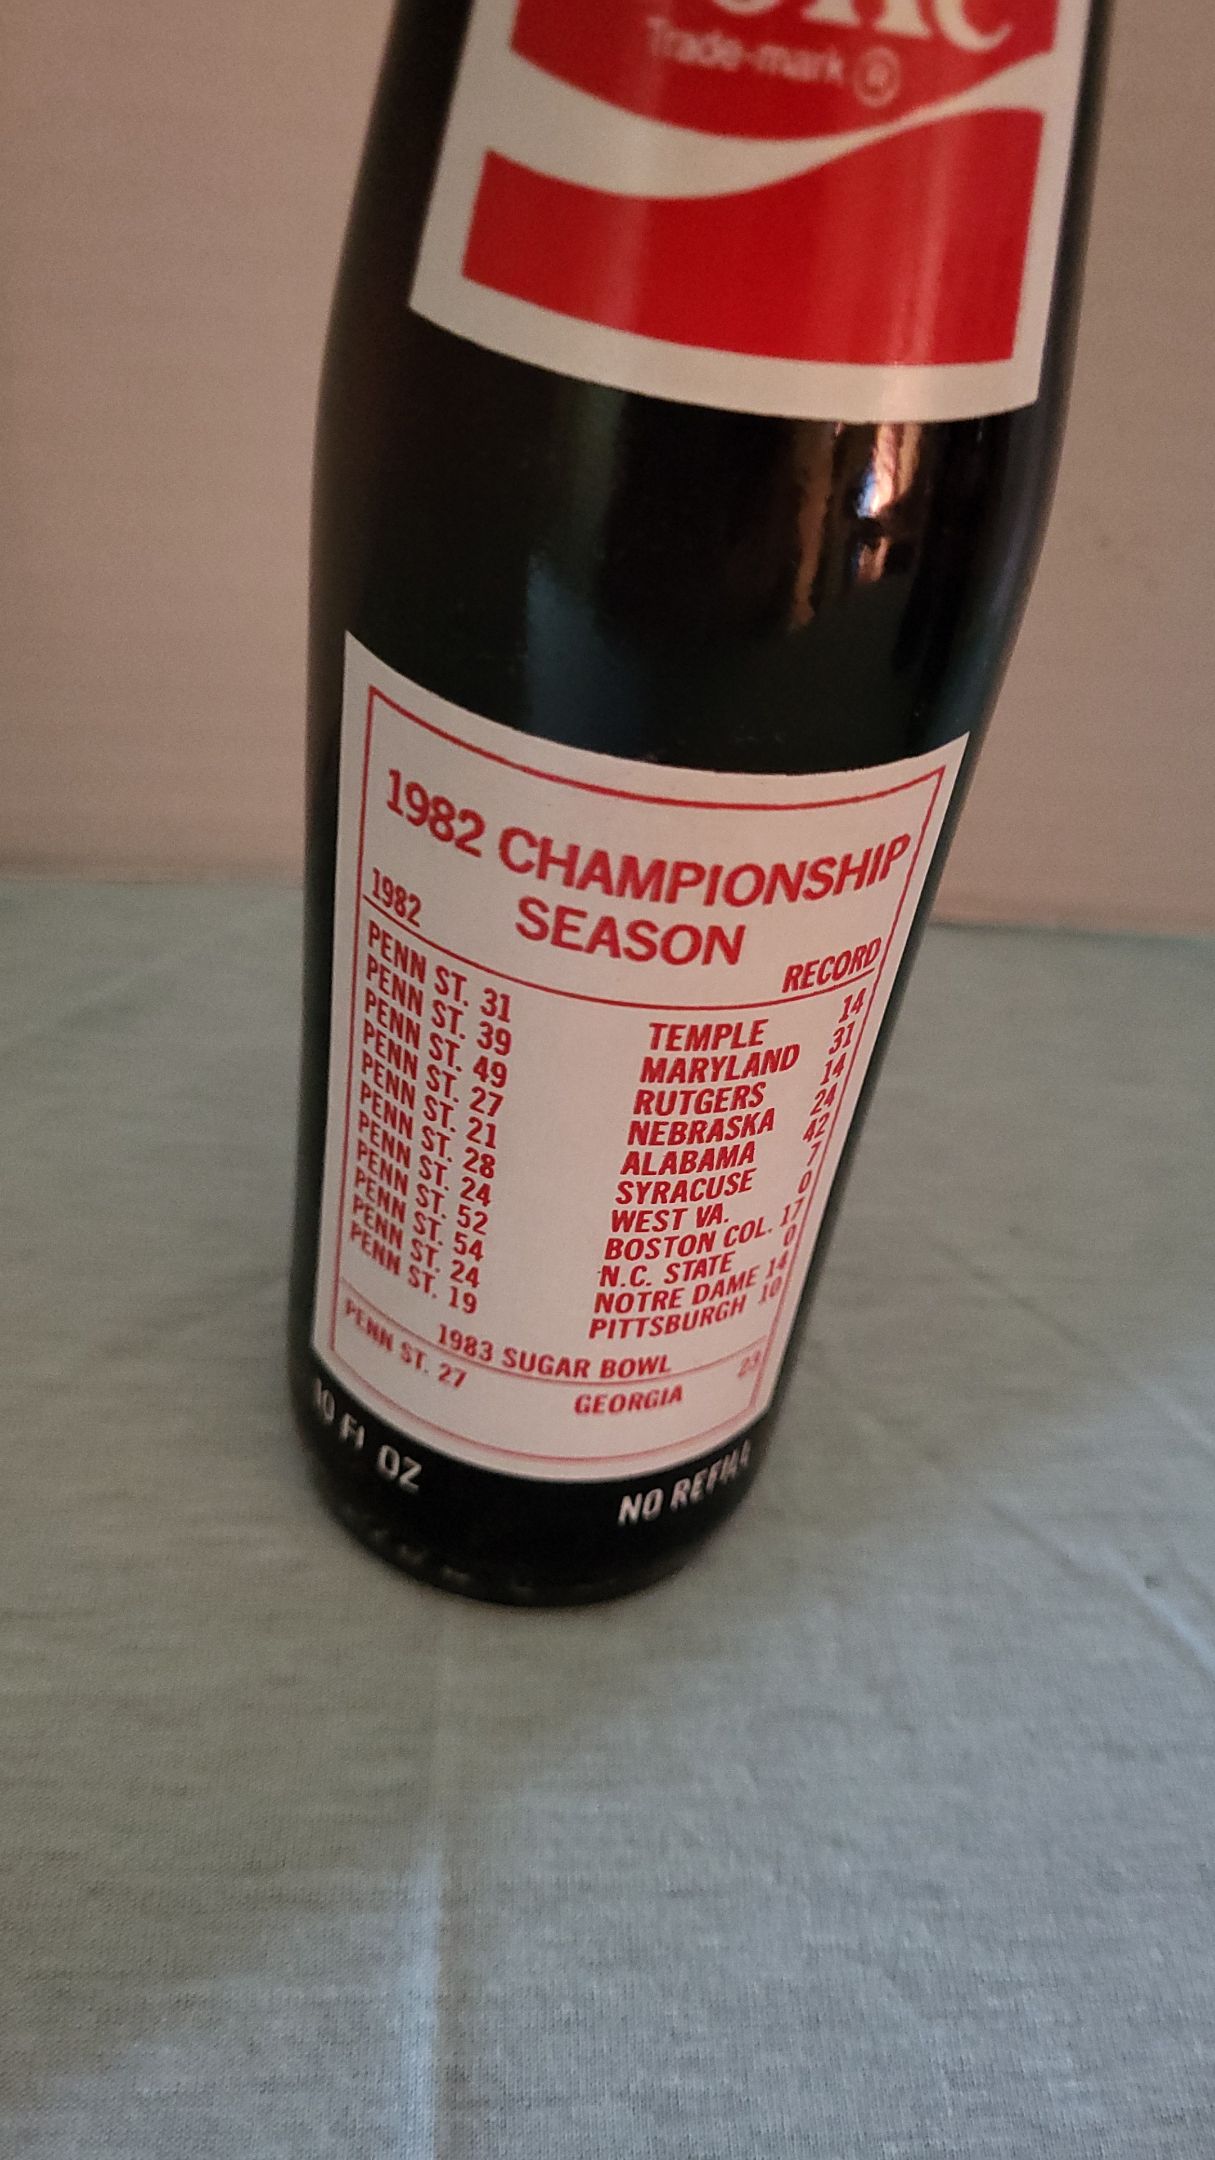 Trade-mark ®
1982 CHAMPIONSHIP
SEASON
1982 RECORD
PENN ST. 31 TEMPLE 14
PENN ST. 39 MARYLAND 31
PENN ST. 49 RUTGERS 14
PENN ST. 27 NEBRASKA 24
PENN ST. 21 ALABAMA 42
PENN ST. 28 SYRACUSE 7
PENN ST. 24 WEST VA. 0
PENN ST. 52 BOSTON COL. 17
PENN ST. 54 N.C. STATE 0
PENN ST. 24 NOTRE DAME 14
PENN ST. 19 PITTSBURGH 10
1983 SUGAR BOWL
PENN ST. 27 GEORGIA 23
10 Fl OZ NO REFILL